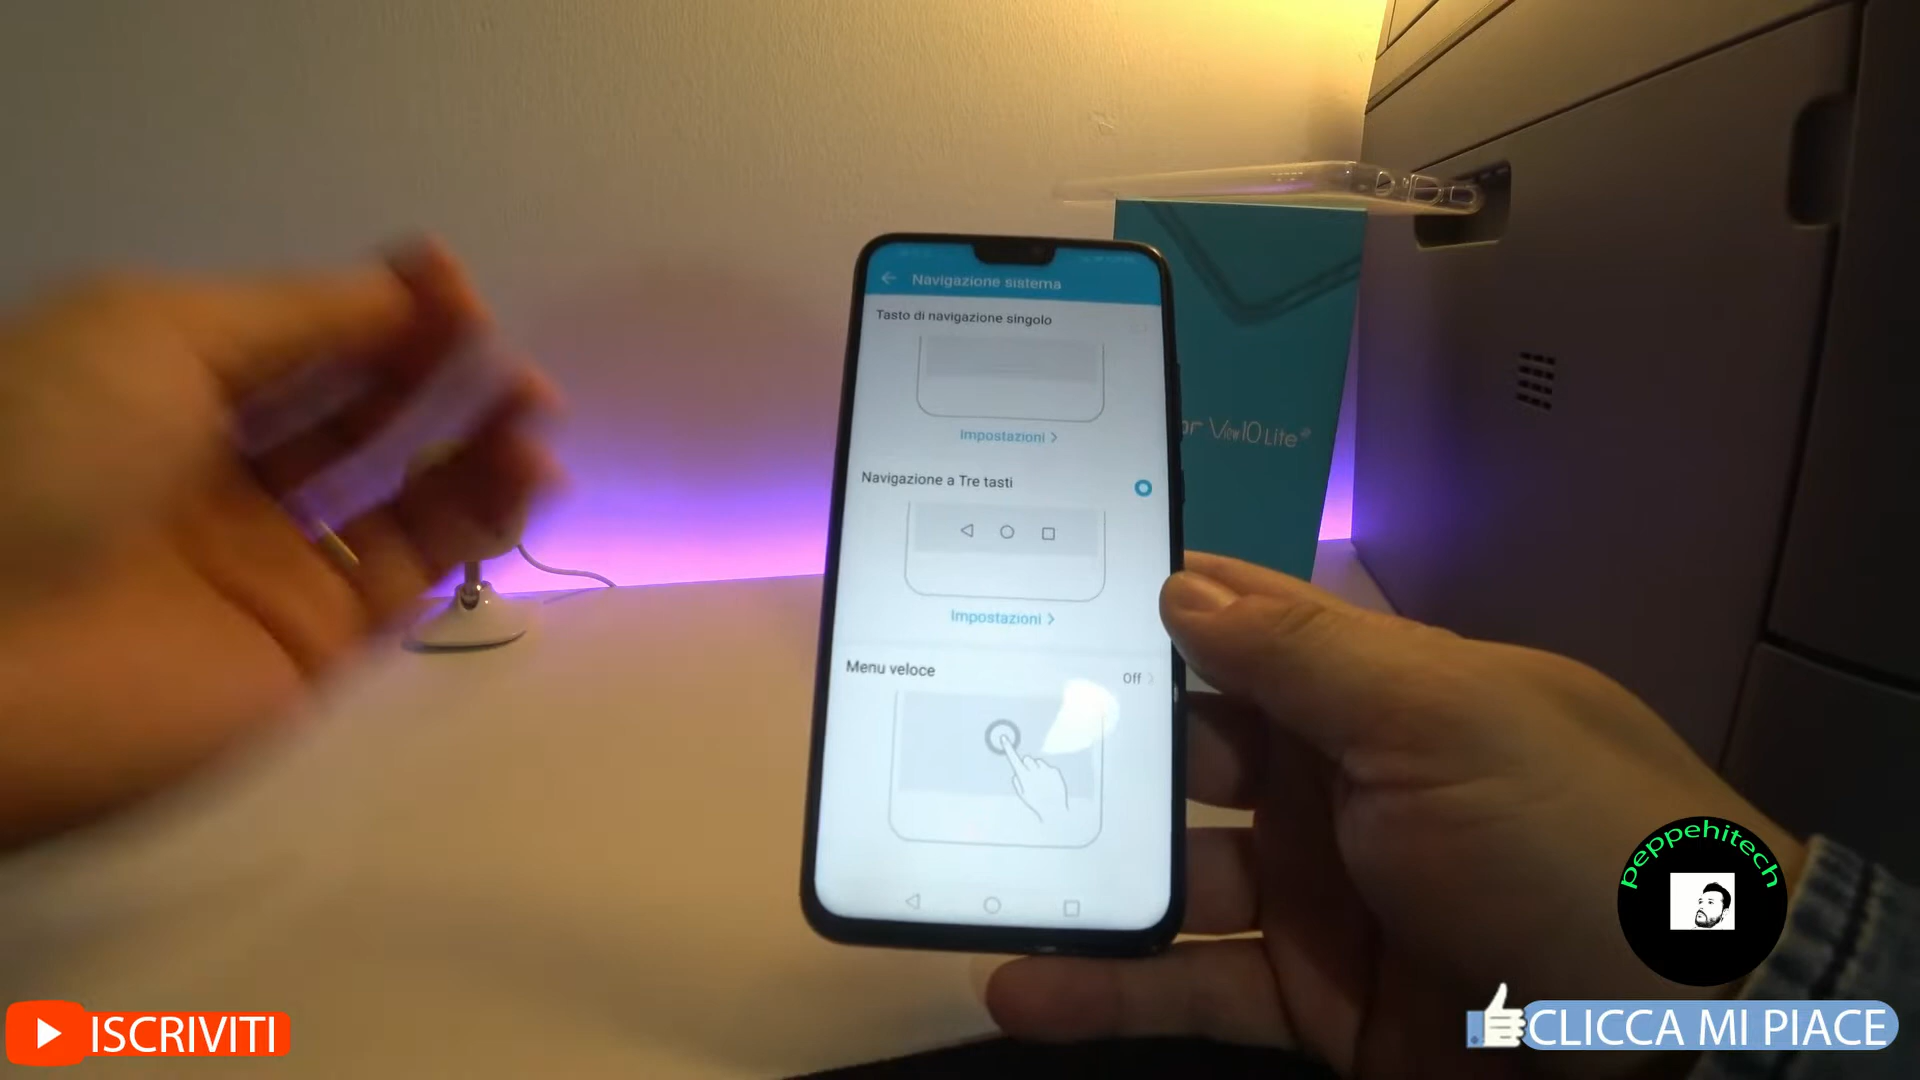 Navigazione sistema
Tasto di navigazione singolo
Impostazioni >
Navigazione a Tre tasti
Impostazioni >
Menu veloce
Off
View10 Lite
peppehitech
ISCRIVITI
CLICCA MI PIACE